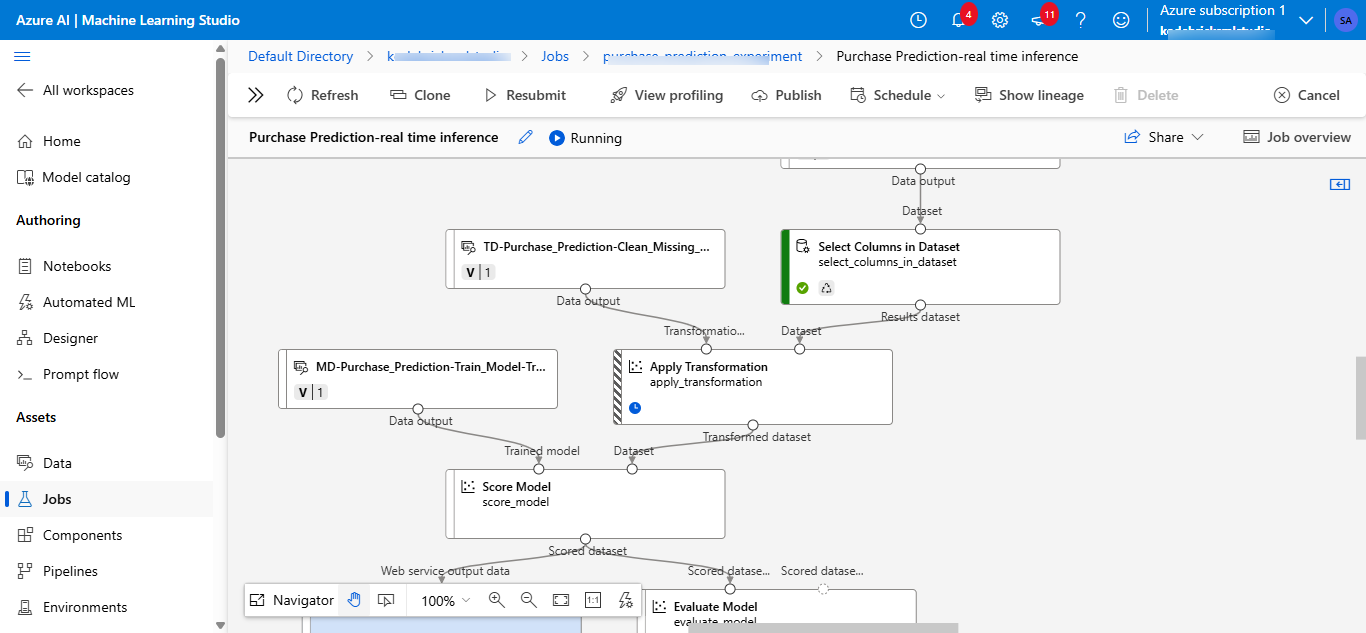 Azure AI | Machine Learning Studio
4
11
Azure subscription 1
SA
All workspaces
Home
Model catalog
Authoring
Notebooks
Automated ML
Designer
Prompt flow
Assets
Data
Jobs
Components
Pipelines
Environments
Default Directory > > Jobs > > Purchase Prediction-real time inference
Refresh Clone Resubmit View profiling Publish Schedule Show lineage Delete Cancel
Purchase Prediction-real time inference Running Share Job overview
Data output
Dataset
TD-Purchase_Prediction-Clean_Missing_...
V | 1
Data output
Select Columns in Dataset
select_columns_in_dataset
Results dataset
Transformatio...
Dataset
MD-Purchase_Prediction-Train_Model-Tr...
V | 1
Data output
Apply Transformation
apply_transformation
Transformed dataset
Trained model
Dataset
Score Model
score_model
Scored dataset
Web service output data
Scored datase...
Scored datase...
Navigator
100%
1:1
Evaluate Model
evaluate_model